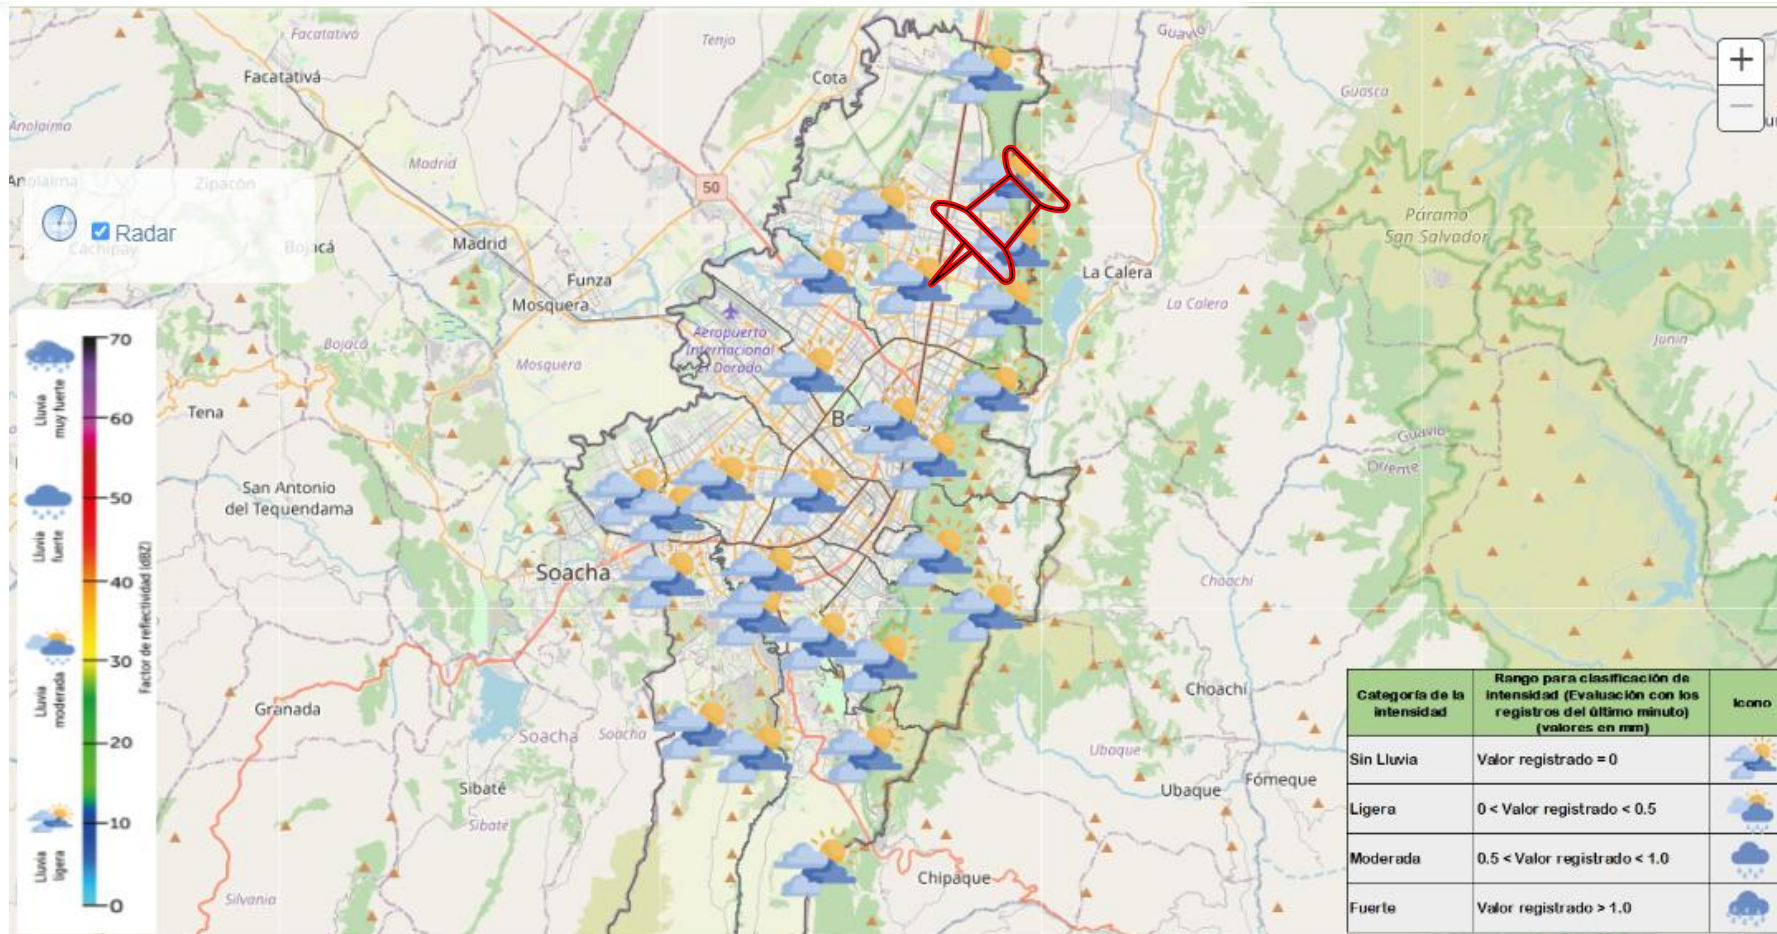 Facatativá
Facatativá
Tenjo
Cota
Guavio
Guasca
+
−
Anolaima
Madrid
Anolaima
Zipacón
50
Radar
Cachipay
Bojacá
Madrid
Funza
Mosquera
Páramo
San Salvador
La Calera
La Calera
Aeropuerto
Internacional
El Dorado
Bojacá
Mosquera
Junín
Tena
Guavio
Oriente
San Antonio
del Tequendama
Soacha
Choachí
Granada
Soacha
Soacha
Choachí
Ubaque
Sibaté
Sibaté
Ubaque
Fómeque
Silvania
Chipaque
70
60
50
40
30
20
10
0
Factor de reflectividad (dBZ)
Lluvia
muy fuerte
Lluvia
fuerte
Lluvia
moderada
Lluvia
ligera
Categoría de la intensidad
Rango para clasificación de
intensidad (Evaluación con los
registros del último minuto)
(valores en mm)
Icono
Sin Lluvia
Valor registrado = 0
Ligera
0 < Valor registrado < 0.5
Moderada
0.5 < Valor registrado < 1.0
Fuerte
Valor registrado > 1.0